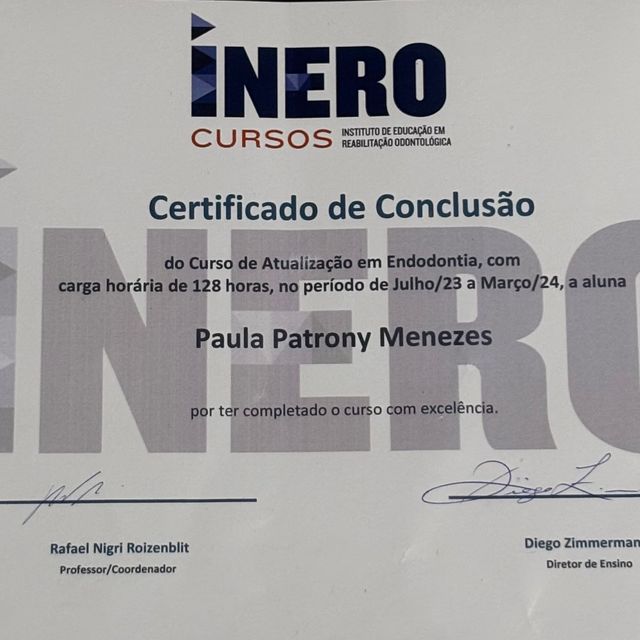 INERO
CURSOS INSTITUTO DE EDUCAÇÃO EM
REABILITAÇÃO ODONTOLÓGICA
Certificado de Conclusão
do Curso de Atualização em Endodontia, com
carga horária de 128 horas, no período de Julho/23 a Março/24, a aluna
Paula Patrony Menezes
por ter completado o curso com excelência.
INERO
Rafael Nigri Roizenblit
Professor/Coordenador
Diego Zimmerman
Diretor de Ensino